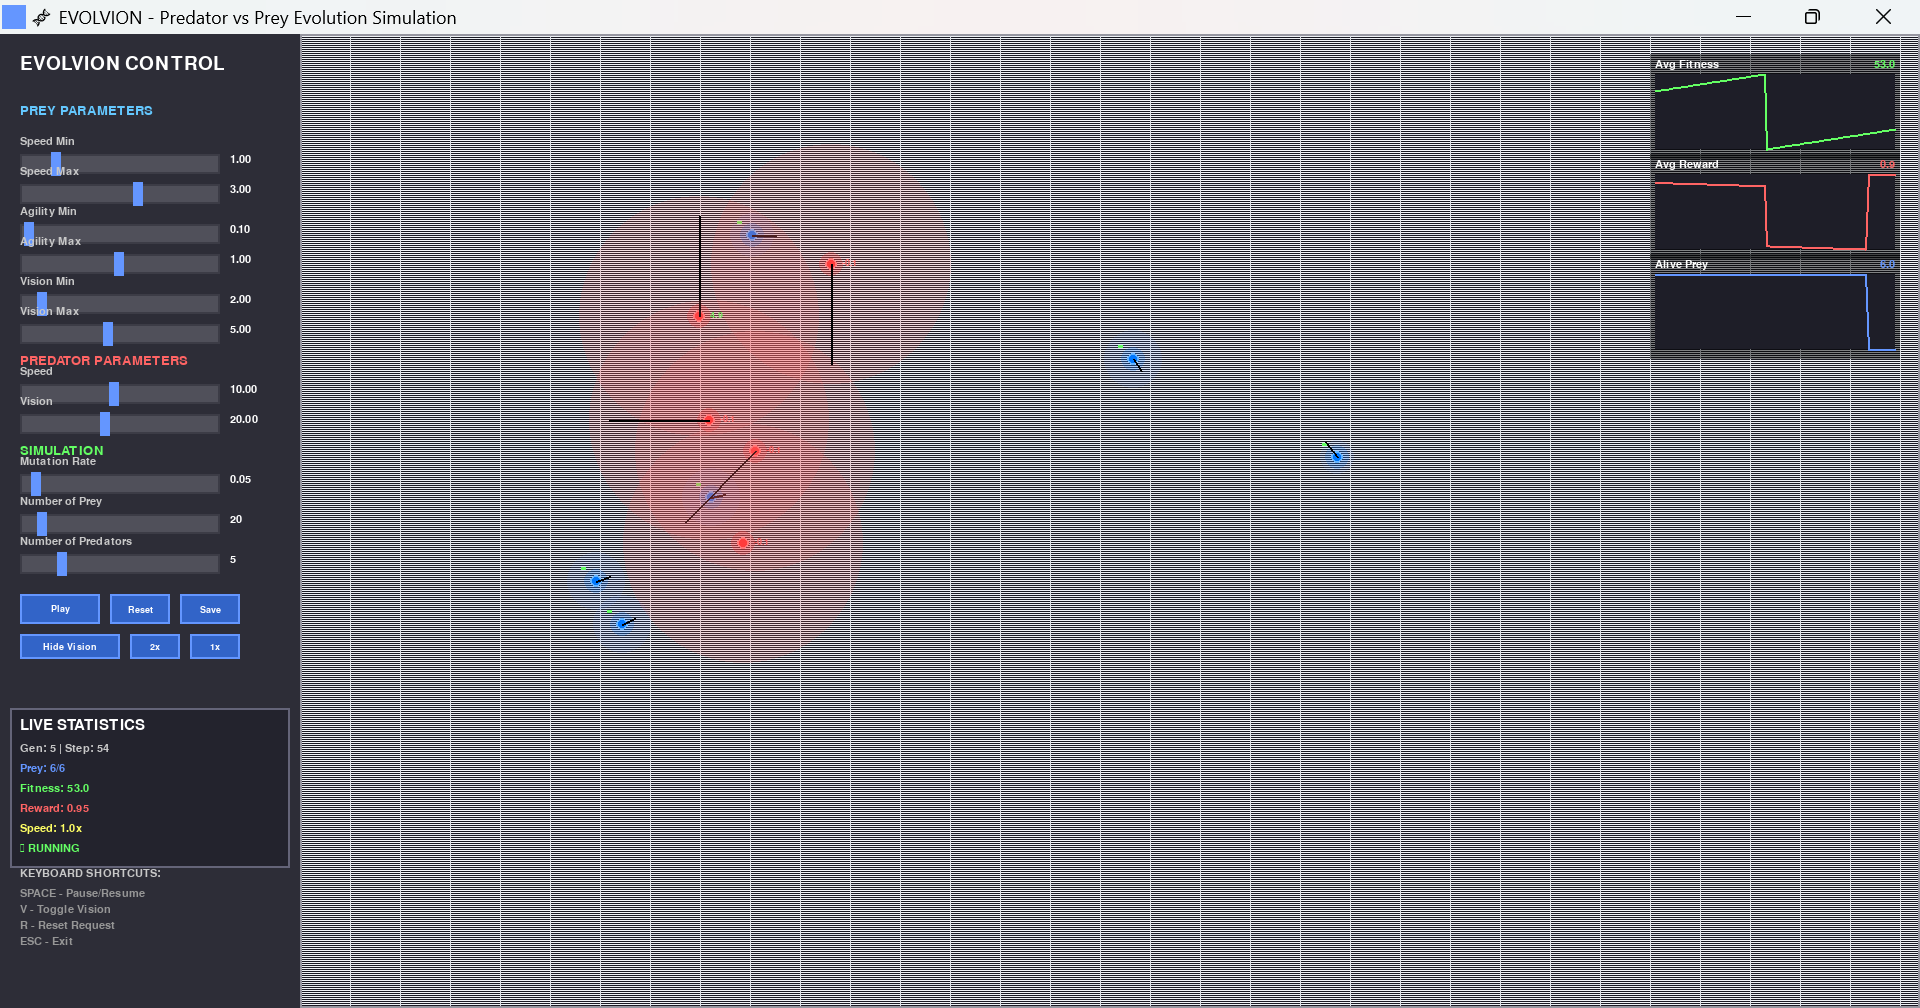 EVOLVION - Predator vs Prey Evolution Simulation
EVOLVION CONTROL
PREY PARAMETERS
Speed Min
1.00
Speed Max
3.00
Agility Min
0.10
Agility Max
1.00
Vision Min
2.00
Vision Max
5.00
PREDATOR PARAMETERS
Speed
10.00
Vision
20.00
SIMULATION
Mutation Rate
0.05
Number of Prey
20
Number of Predators
5
Play Reset Save
Hide Vision 2x 1x
LIVE STATISTICS
Gen: 5 | Step: 54
Prey: 6/6
Fitness: 53.0
Reward: 0.95
Speed: 1.0x
RUNNING
KEYBOARD SHORTCUTS:
SPACE - Pause/Resume
V - Toggle Vision
R - Reset Request
ESC - Exit
Avg Fitness 53.0
Avg Reward 0.9
Alive Prey 6.0